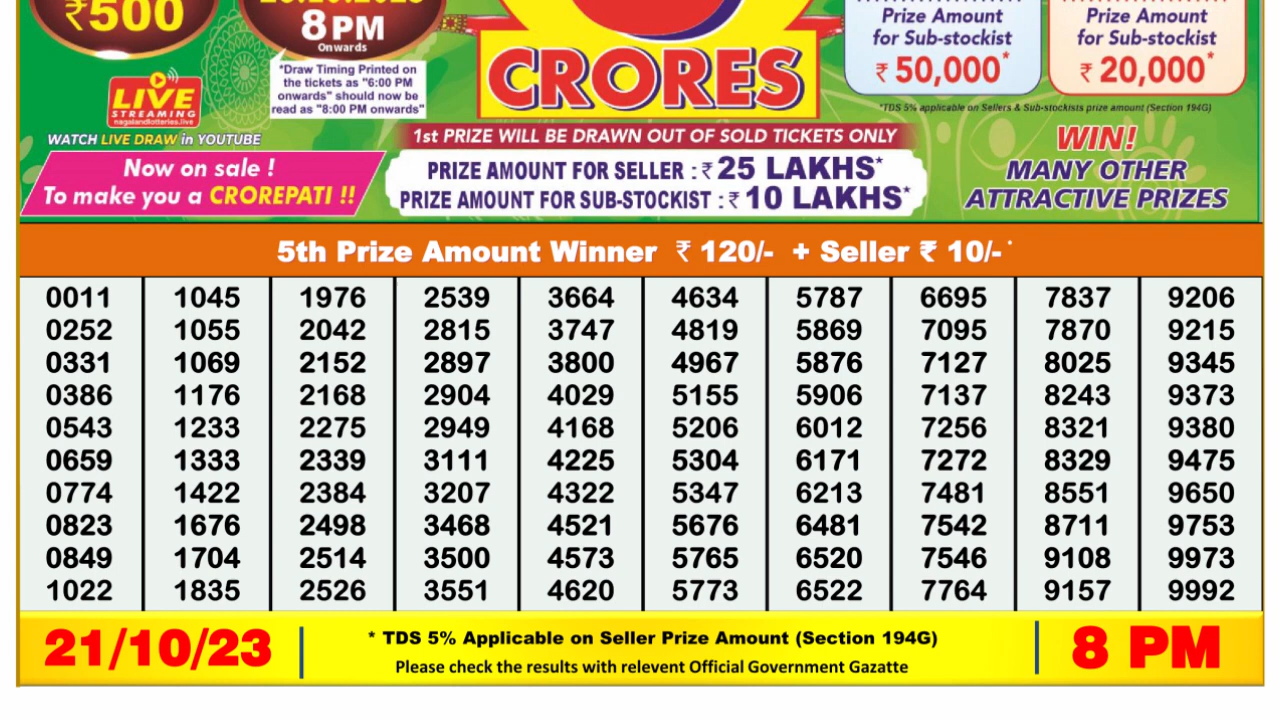 ₹500
8 PM
Onwards
*Draw Timing Printed on
the tickets as "6:00 PM
onwards" should now be
read as "8:00 PM onwards"
LIVE
STREAMING
nagalandlotteries.live
WATCH LIVE DRAW in YOUTUBE
Now on sale !
To make you a CROREPATI !!
CRORES
1st PRIZE WILL BE DRAWN OUT OF SOLD TICKETS ONLY
PRIZE AMOUNT FOR SELLER : ₹ 25 LAKHS*
PRIZE AMOUNT FOR SUB-STOCKIST : ₹ 10 LAKHS*
Prize Amount
for Sub-stockist
₹ 50,000*
Prize Amount
for Sub-stockist
₹ 20,000*
*TDS 5% applicable on Sellers & Sub-stockists prize amount (Section 194G)
WIN!
MANY OTHER
ATTRACTIVE PRIZES
5th Prize Amount Winner ₹ 120/- + Seller ₹ 10/-*
0011 1045 1976 2539 3664 4634 5787 6695 7837 9206
0252 1055 2042 2815 3747 4819 5869 7095 7870 9215
0331 1069 2152 2897 3800 4967 5876 7127 8025 9345
0386 1176 2168 2904 4029 5155 5906 7137 8243 9373
0543 1233 2275 2949 4168 5206 6012 7256 8321 9380
0659 1333 2339 3111 4225 5304 6171 7272 8329 9475
0774 1422 2384 3207 4322 5347 6213 7481 8551 9650
0823 1676 2498 3468 4521 5676 6481 7542 8711 9753
0849 1704 2514 3500 4573 5765 6520 7546 9108 9973
1022 1835 2526 3551 4620 5773 6522 7764 9157 9992
21/10/23
* TDS 5% Applicable on Seller Prize Amount (Section 194G)
Please check the results with relevent Official Government Gazatte
8 PM